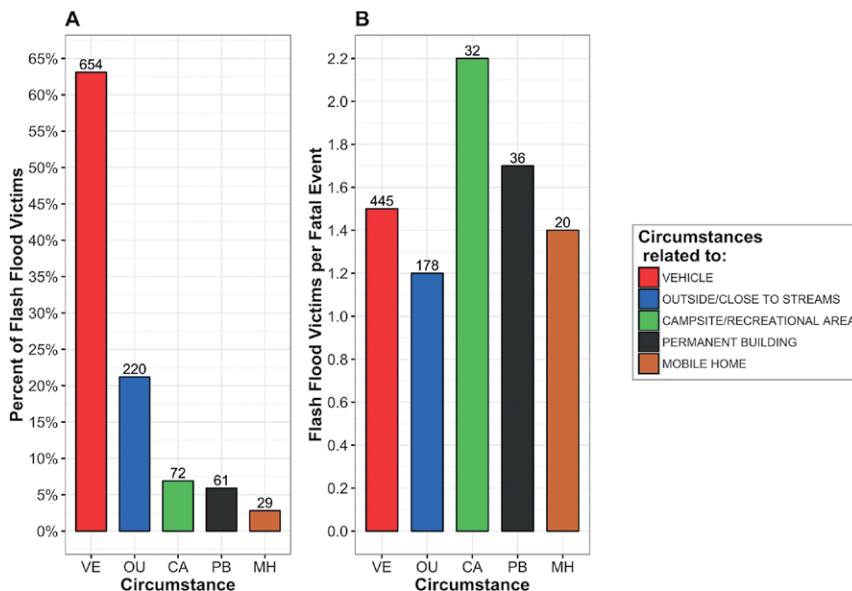 A
Percent of Flash Flood Victims
65%
60%
55%
50%
45%
40%
35%
30%
25%
20%
15%
10%
5%
0%
654
220
72
61
29
VE OU CA PB MH
Circumstance
B
Flash Flood Victims per Fatal Event
2.2
2.0
1.8
1.6
1.4
1.2
1.0
0.8
0.6
0.4
0.2
0.0
445
178
32
36
20
VE OU CA PB MH
Circumstance
Circumstances
related to:
VEHICLE
OUTSIDE/CLOSE TO STREAMS
CAMPSITE/RECREATIONAL AREA
PERMANENT BUILDING
MOBILE HOME